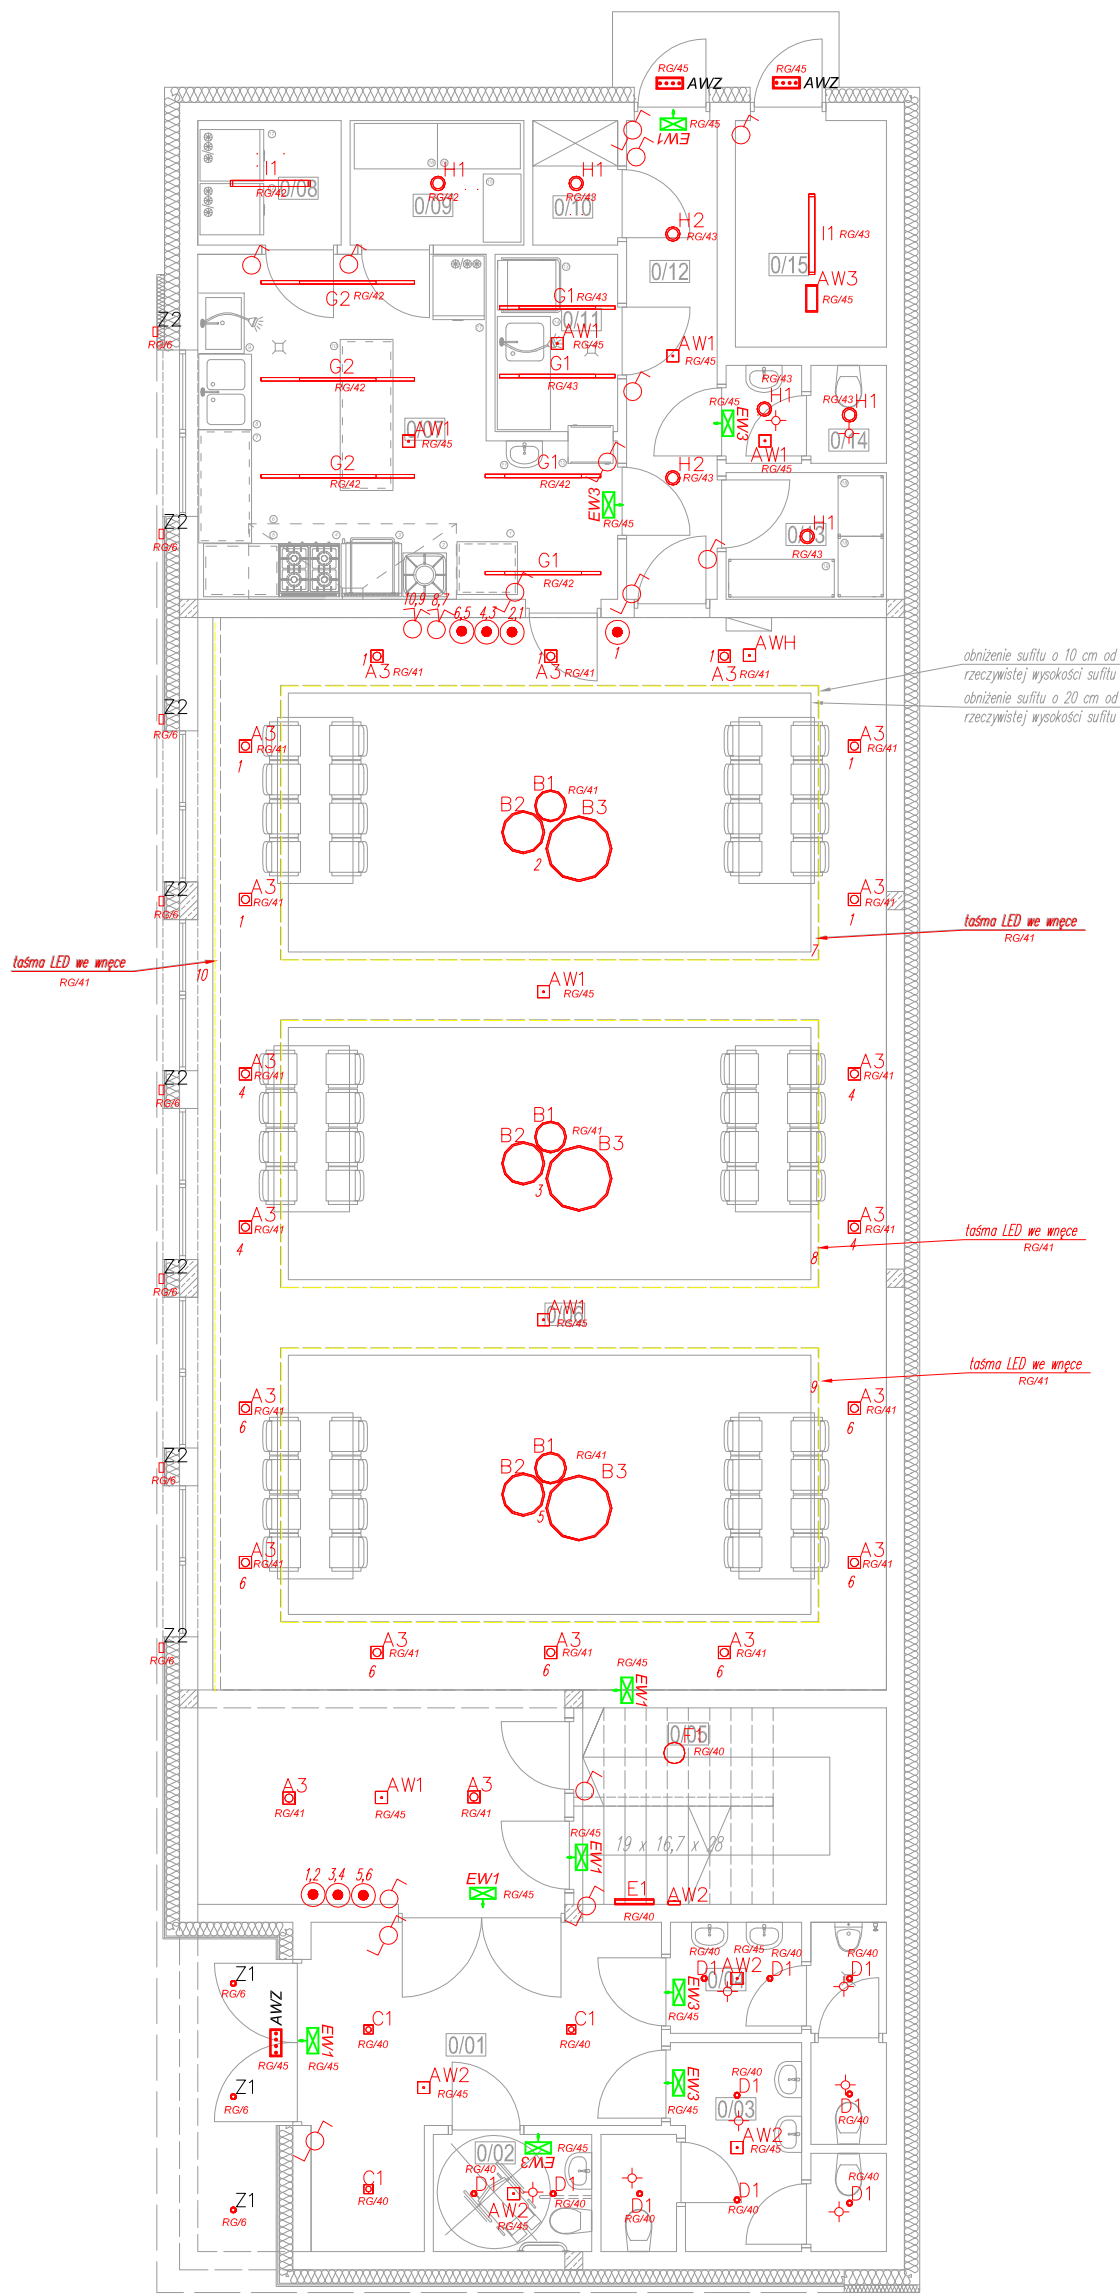 RG/45
AWZ
RG/45
AWZ
RG/45
EW1
I1
RG/42
0/08
H1
RG/42
0/09
H1
RG/43
0/10
H2
RG/43
0/12
I1 RG/43
0/15
AW3
RG/45
G2
RG/42
G1 RG/43
0/11
AW1
RG/45
AW1
RG/45
Z2
RG/6
G2
RG/42
G1
RG/43
RG/45
EW3
RG/43
H1
RG/43
H1
0/14
AW1
RG/45
0/07
AW1
RG/45
G2
RG/42
G1
RG/42
H2
RG/43
EW3
RG/45
Z2
RG/6
H1
0/13
RG/43
G1
RG/42
10,9
8,7
6,5
4,3
2,1
1
1
A3 RG/41
1
A3 RG/41
1
A3 RG/41
AWH
obniżenie sufitu o 10 cm od
rzeczywistej wysokości sufitu
obniżenie sufitu o 20 cm od
rzeczywistej wysokości sufitu
Z2
RG/6
A3
RG/41
1
A3
RG/41
1
B1
RG/41
B2
B3
2
Z2
RG/6
A3
RG/41
1
A3
RG/41
1
taśma LED we wnęce
RG/41
7
taśma LED we wnęce
RG/41
10
AW1
RG/45
Z2
RG/6
A3
RG/41
4
A3
RG/41
4
B1
RG/41
B2
B3
3
A3
RG/41
4
A3
RG/41
4
taśma LED we wnęce
RG/41
8
Z2
RG/6
AW1
0/06
RG/45
taśma LED we wnęce
RG/41
9
A3
RG/41
6
A3
RG/41
6
B1
RG/41
B2
B3
5
Z2
RG/6
A3
RG/41
6
A3
RG/41
6
Z2
RG/6
A3
RG/41
6
A3
RG/41
6
A3
RG/41
6
RG/45
EW1
0/05
F1
RG/40
A3
RG/41
AW1
RG/45
A3
RG/41
19 x 16,7 x 28
RG/45
EW1
1,2
3,4
5,6
EW1
RG/45
E1
RG/40
AW2
RG/40
RG/45
RG/40
RG/40
D1
AW2
D1
D1
EW3
RG/45
Z1
RG/6
AWZ
RG/45
EW1
RG/45
C1
RG/40
C1
RG/40
0/01
Z1
RG/6
AW2
RG/45
EW3
RG/45
D1
0/03
AW2
RG/45
D1
RG/40
0/02
EW3
RG/45
RG/40
D1
AW2
RG/45
D1
RG/40
D1
RG/40
D1
RG/40
RG/40
D1
C1
RG/40
Z1
RG/6